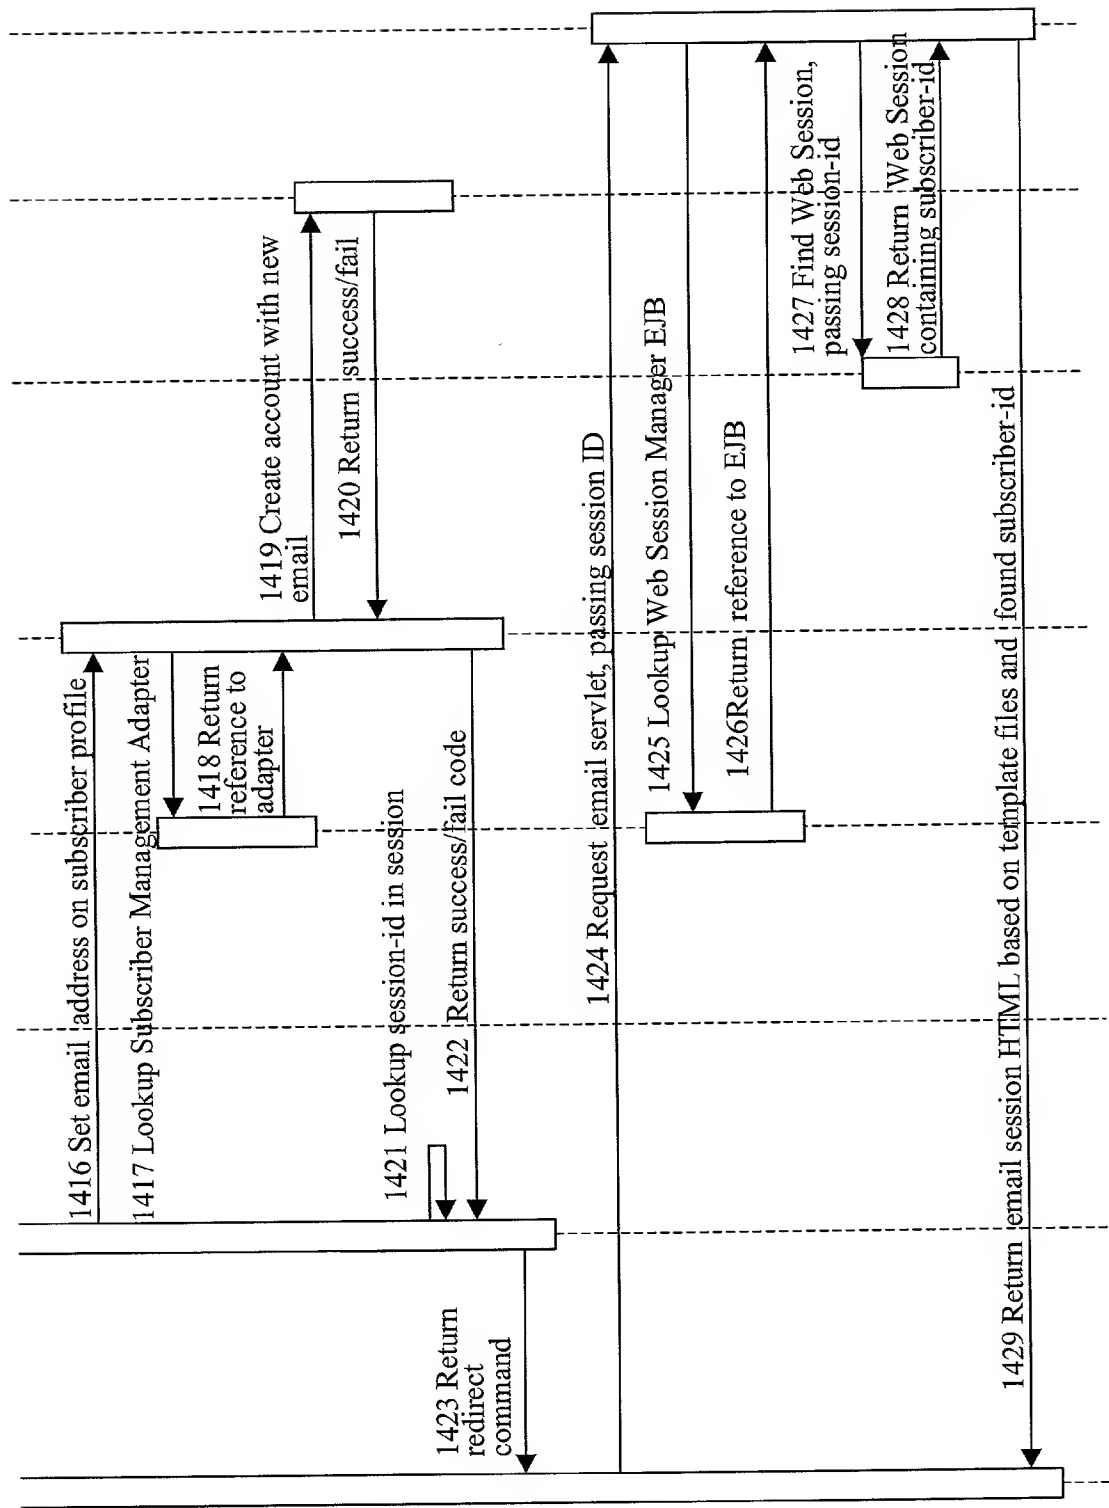 1416 Set email address on subscriber profile
1417 Lookup Subscriber Management Adapter
1418 Return
reference to
adapter
1419 Create account with new
email
1420 Return success/fail
1421 Lookup session-id in session
1422 Return success/fail code
1423 Return
redirect
command
1424 Request email servlet, passing session ID
1425 Lookup Web Session Manager EJB
1426Return reference to EJB
1427 Find Web Session,
passing session-id
1428 Return Web Session
containing subscriber-id
1429 Return email session HTML based on template files and found subscriber-id